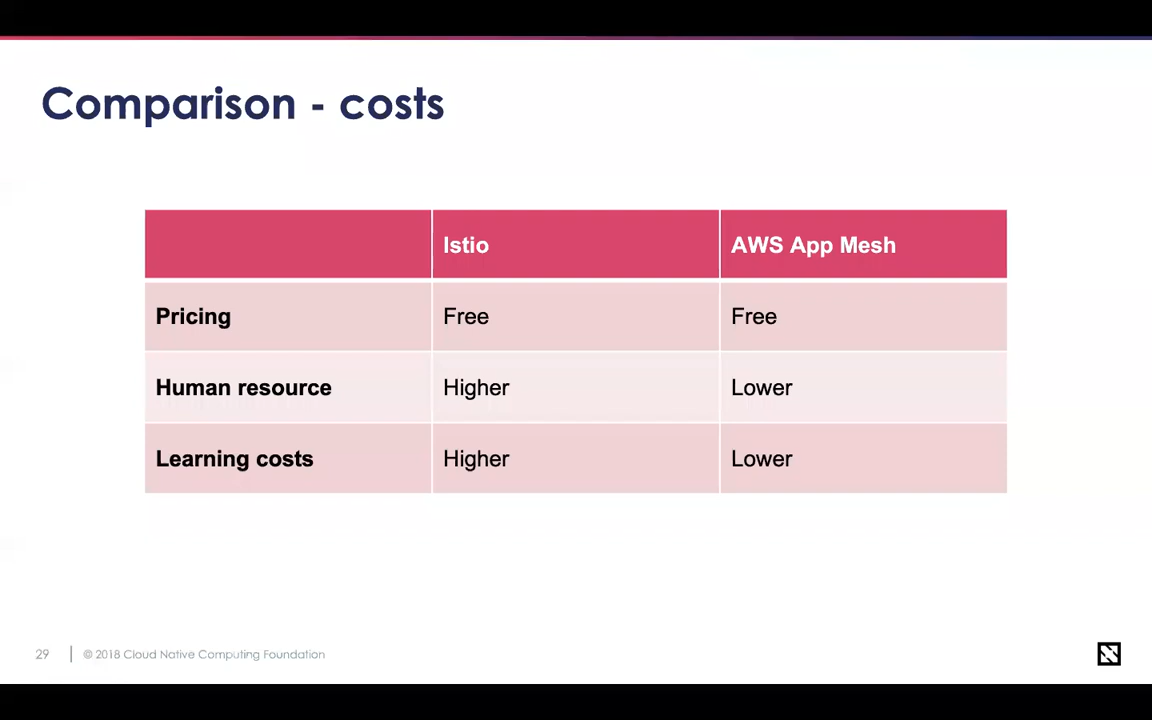 Comparison - costs
Istio AWS App Mesh
Pricing Free Free
Human resource Higher Lower
Learning costs Higher Lower
29 © 2018 Cloud Native Computing Foundation